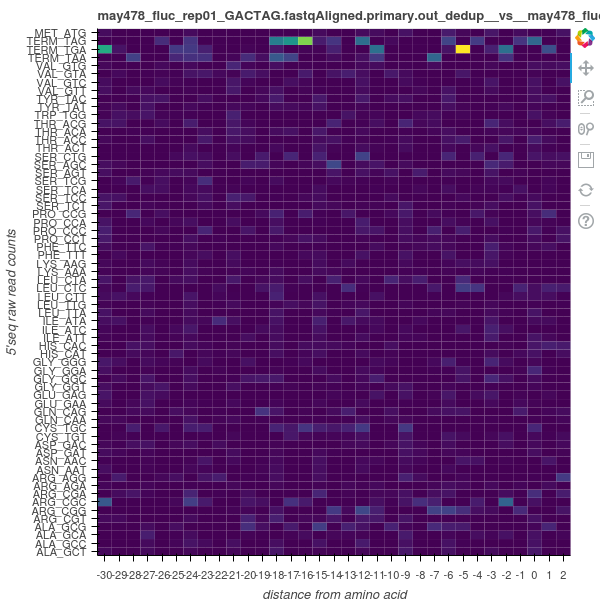 may478_fluc_rep01_GACTAG.fastqAligned.primary.out_dedup__vs__may478_fluc
MET_ATG
TERM_TAG
TERM_TGA
TERM_TAA
VAL_GTG
VAL_GTA
VAL_GTC
VAL_GTT
TYR_TAC
TYR_TAT
TRP_TGG
THR_ACG
THR_ACA
THR_ACC
THR_ACT
SER_CTG
SER_AGC
SER_AGT
SER_TCG
SER_TCA
SER_TCC
SER_TCT
PRO_CCG
PRO_CCA
PRO_CCC
PRO_CCT
PHE_TTC
PHE_TTT
LYS_AAG
LYS_AAA
LEU_CTA
LEU_CTC
LEU_CTT
LEU_TTG
LEU_TTA
ILE_ATA
ILE_ATC
ILE_ATT
HIS_CAC
HIS_CAT
GLY_GGG
GLY_GGA
GLY_GGC
GLY_GGT
GLU_GAG
GLU_GAA
GLN_CAG
GLN_CAA
CYS_TGC
CYS_TGT
ASP_GAC
ASP_GAT
ASN_AAC
ASN_AAT
ARG_AGG
ARG_AGA
ARG_CGA
ARG_CGC
ARG_CGG
ARG_CGT
ALA_GCG
ALA_GCA
ALA_GCC
ALA_GCT
5'seq raw read counts
-30 -29 -28 -27 -26 -25 -24 -23 -22 -21 -20 -19 -18 -17 -16 -15 -14 -13 -12 -11 -10 -9 -8 -7 -6 -5 -4 -3 -2 -1 0 1 2
distance from amino acid